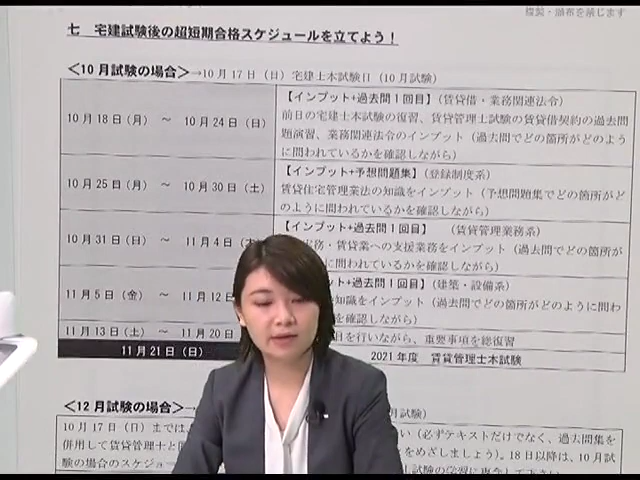 複製・頒布を禁じます
七 宅建試験後の超短期合格スケジュールを立てよう!
<10月試験の場合>→10月17日(日)宅建士本試験日(10月試験)
10月18日(月) ~ 10月24日(日)
【インプット+過去問1回目】(賃貸借・業務関連法令)
前日の宅建士本試験の復習、賃貸管理士試験の賃貸借契約の過去問
題演習、業務関連法令のインプット(過去問でどの箇所がどのよう
に問われているかを確認しながら)
10月25日(月) ~ 10月30日(土)
【インプット+予想問題集】(登録制度系)
賃貸住宅管理業法の知識をインプット(予想問題集でどの箇所がど
のように問われているかを確認しながら)
10月31日(日) ~ 11月4日(木
【インプット+過去問1回目】 (賃貸管理業務系)
実務・賃貸業への支援業務をインプット(過去問でどの箇所が
に問われているかを確認しながら)
11月5日(金) ~ 11月12
ット+過去問1回目】(建築・設備系)
知識をインプット(過去問でどの箇所がどのように問わ
を確認しながら)
11月13日(土) ~ 11月20
目を行いながら、重要事項を総復習
11月21日(日)
2021年度 賃貸管理士本試験
<12月試験の場合>→
月試験)
10月17日(日)までは
い(必ずテキストだけでなく、過去問集を
併用して賃貸管理士と
をめざしましょう)。18日以降は、10月試
験の場合のスケジュー
試験の学習に専念して下さい。